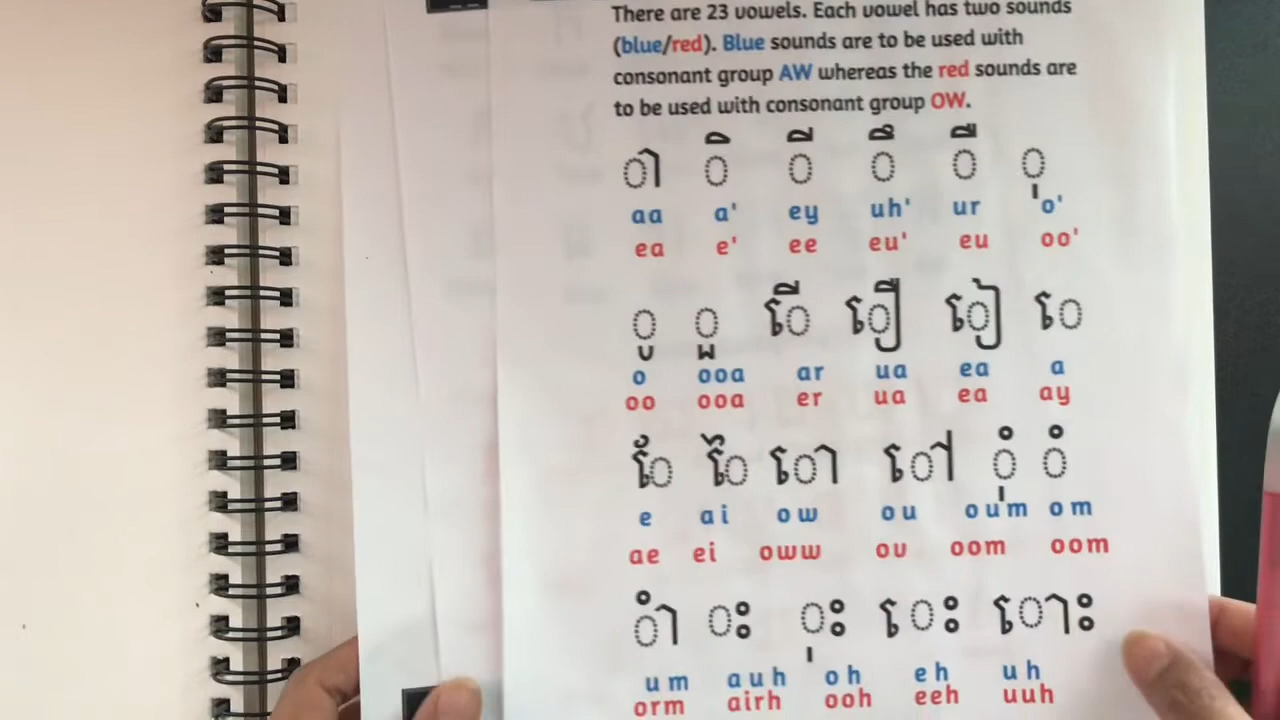 There are 23 vowels. Each vowel has two sounds
(blue/red). Blue sounds are to be used with
consonant group AW whereas the red sounds are
to be used with consonant group OW.
◌ា ◌ិ ◌ី ◌ឹ ◌ឺ ◌ុ
aa a' ey uh' ur o'
ea e' ee eu' eu oo'
◌ូ ◌ួ ◌ើ ◌ឿ ◌ៀ ◌េ
o ooa ar ua ea a
oo ooa er ua ea ay
◌ែ ◌ៃ ◌ោ ◌ៅ ◌ុំ ◌ំ
e ai ow ou oum om
ae ei oww ou oom oom
◌ាំ ◌ះ ◌ុះ ◌េះ ◌ោះ
um auh oh eh uh
orm airh ooh eeh uuh